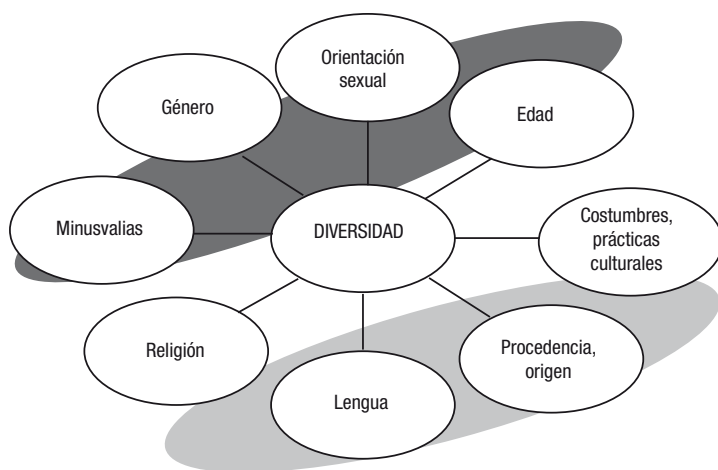 Orientación
sexual
Género
Edad
Minusvalias
DIVERSIDAD
Costumbres,
prácticas
culturales
Religión
Procedencia,
origen
Lengua